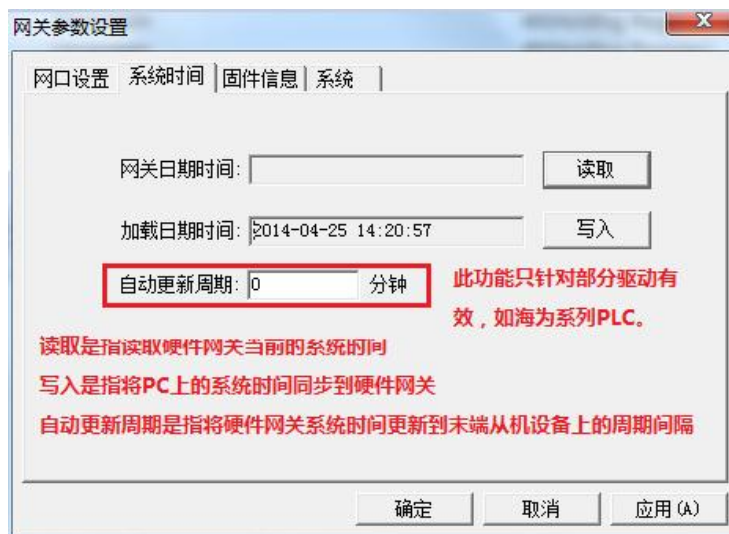 网关参数设置
网口设置 系统时间 固件信息 系统
网关日期时间: 读取
加载日期时间: 2014-04-25 14:20:57 写入
自动更新周期: 0 分钟
此功能只针对部分驱动有
效，如海为系列PLC。
读取是指读取硬件网关当前的系统时间
写入是指将PC上的系统时间同步到硬件网关
自动更新周期是指将硬件网关系统时间更新到末端从机设备上的周期间隔
确定 取消 应用(A)